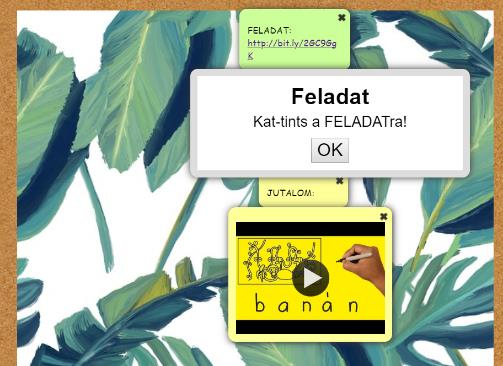 FELADAT:
http://bit.ly/2GC9Gg
K
Feladat
Kat-tints a FELADATra!
OK
JUTALOM:
banán